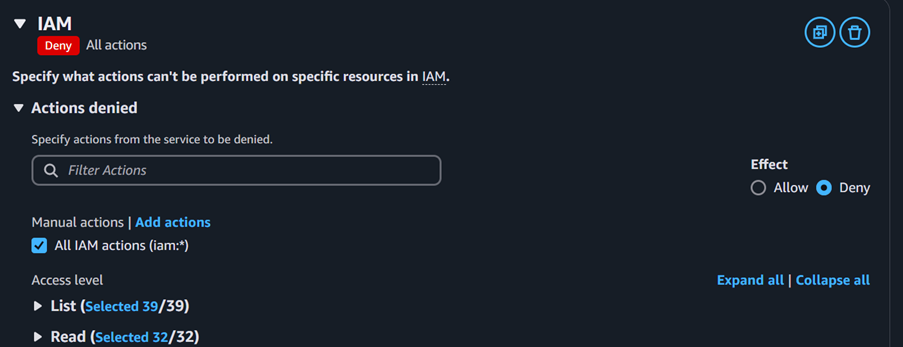 IAM
Deny All actions
Specify what actions can't be performed on specific resources in IAM.
Actions denied
Specify actions from the service to be denied.
Filter Actions
Effect
Allow Deny
Manual actions | Add actions
All IAM actions (iam:*)
Access level
Expand all | Collapse all
List (Selected 39/39)
Read (Selected 32/32)